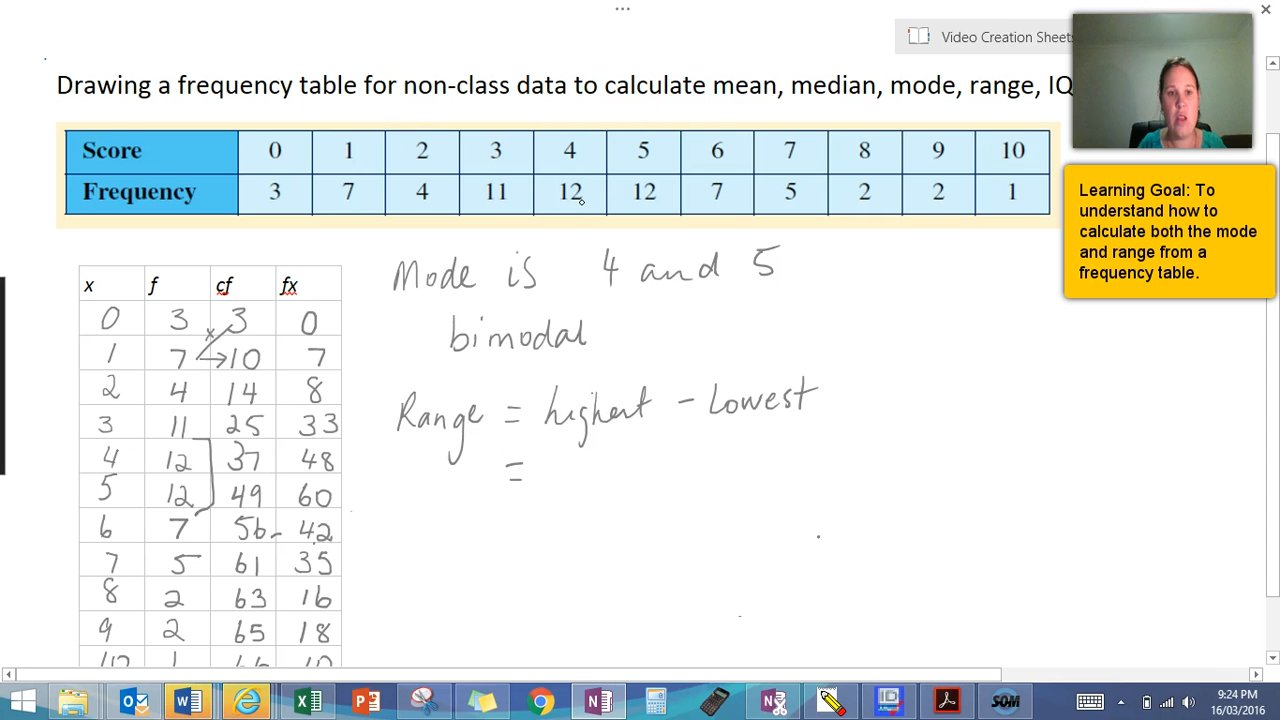 Video Creation Sheets
Drawing a frequency table for non-class data to calculate mean, median, mode, range, IQ
Score 0 1 2 3 4 5 6 7 8 9 10
Frequency 3 7 4 11 12 12 7 5 2 2 1
Learning Goal: To
understand how to
calculate both the mode
and range from a
frequency table.
Mode is 4 and 5
bimodal
Range = highest - Lowest
=
x f cf fx
0 3 3 0
1 7 10 7
2 4 14 8
3 11 25 33
4 12 37 48
5 12 49 60
6 7 56 42
7 5 61 35
8 2 63 16
9 2 65 18
10 1 66 10
9:24 PM
16/03/2016